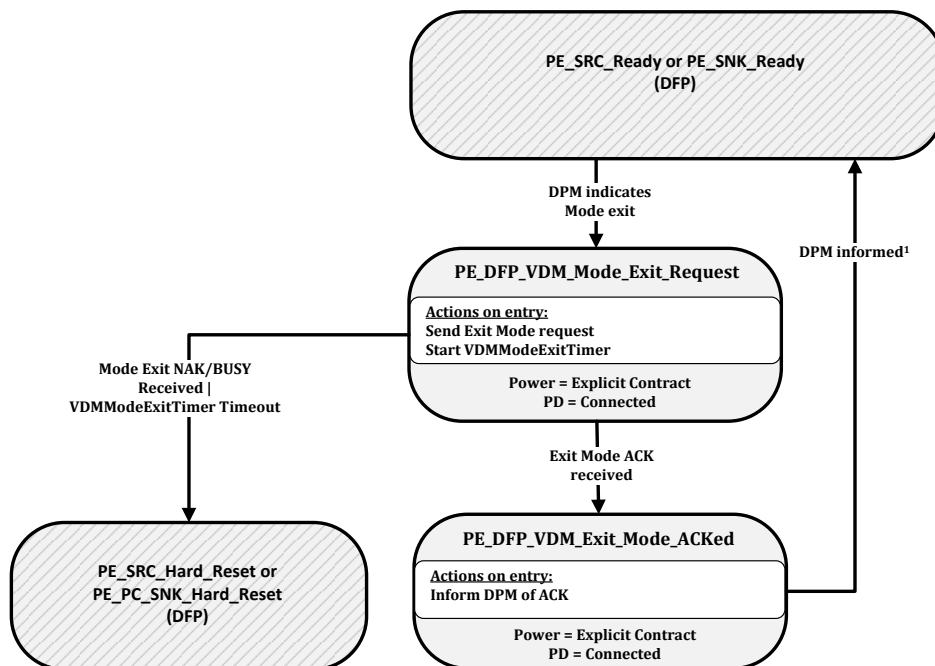 PE_SRC_Ready or PE_SNK_Ready
(DFP)
DPM indicates
Mode exit
DPM informed¹
PE_DFP_VDM_Mode_Exit_Request
Actions on entry:
Send Exit Mode request
Start VDMModeExitTimer
Power = Explicit Contract
PD = Connected
Mode Exit NAK/BUSY
Received |
VDMModeExitTimer Timeout
Exit Mode ACK
received
PE_SRC_Hard_Reset or
PE_PC_SNK_Hard_Reset
(DFP)
PE_DFP_VDM_Exit_Mode_ACKed
Actions on entry:
Inform DPM of ACK
Power = Explicit Contract
PD = Connected